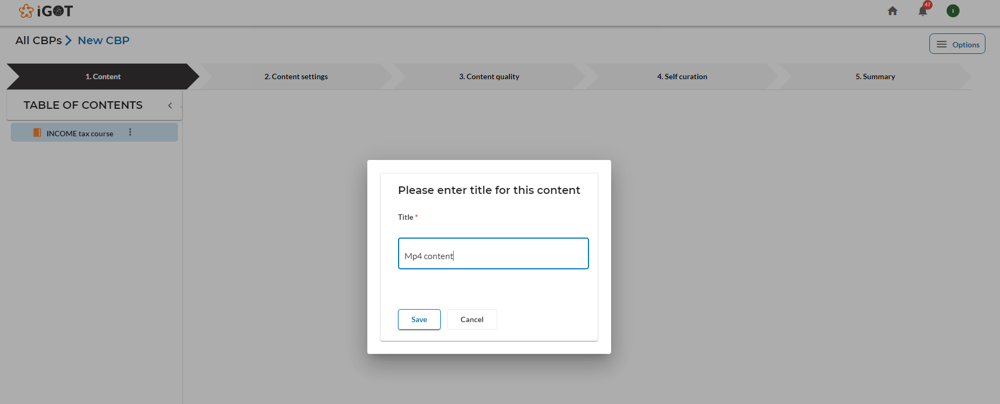 iGOT
47
I
All CBPs New CBP
Options
1. Content
2. Content settings
3. Content quality
4. Self curation
5. Summary
TABLE OF CONTENTS
INCOME tax course
Please enter title for this content
Title *
Mp4 content
Save
Cancel